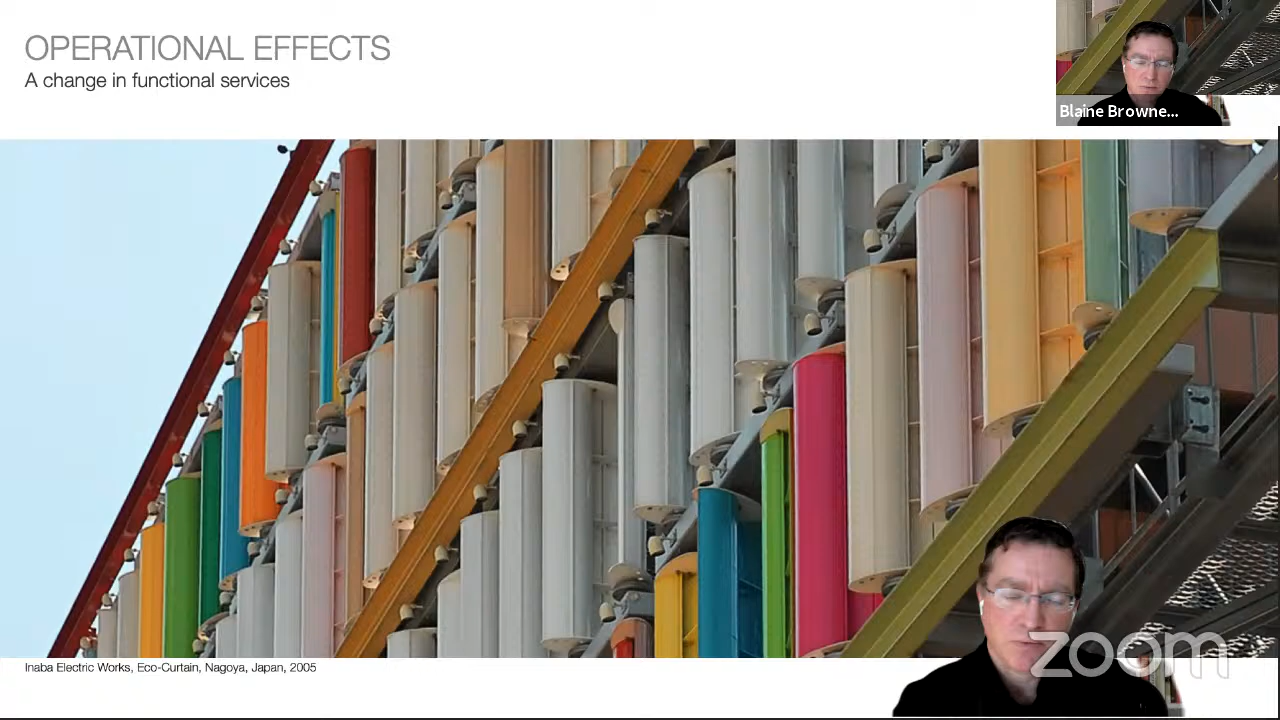 OPERATIONAL EFFECTS
A change in functional services
Blaine Browne...
Inaba Electric Works, Eco-Curtain, Nagoya, Japan, 2005
zoom